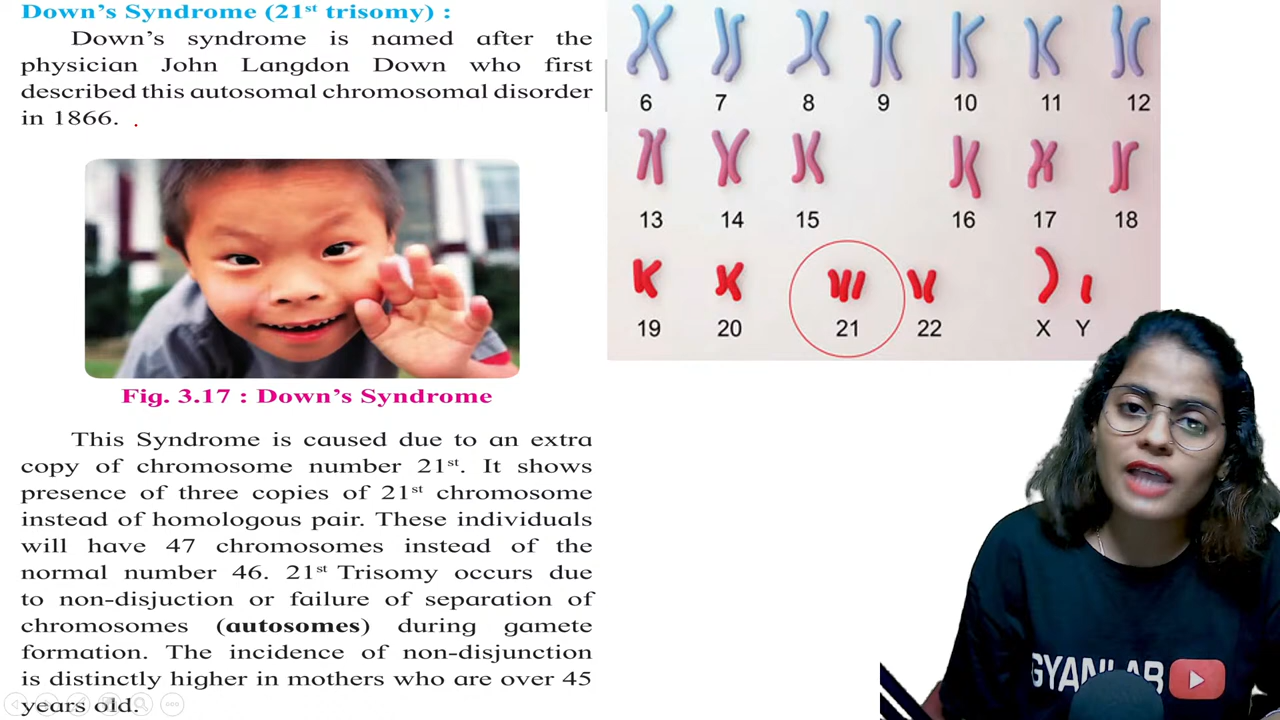 Down's Syndrome (21st trisomy) :
Down's syndrome is named after the
physician John Langdon Down who first
described this autosomal chromosomal disorder
in 1866.
Fig. 3.17 : Down's Syndrome
This Syndrome is caused due to an extra
copy of chromosome number 21st. It shows
presence of three copies of 21st chromosome
instead of homologous pair. These individuals
will have 47 chromosomes instead of the
normal number 46. 21st Trisomy occurs due
to non-disjuction or failure of separation of
chromosomes (autosomes) during gamete
formation. The incidence of non-disjunction
is distinctly higher in mothers who are over 45
years old.
6 7 8 9 10 11 12
13 14 15 16 17 18
19 20 21 22 X Y
GYANLAB